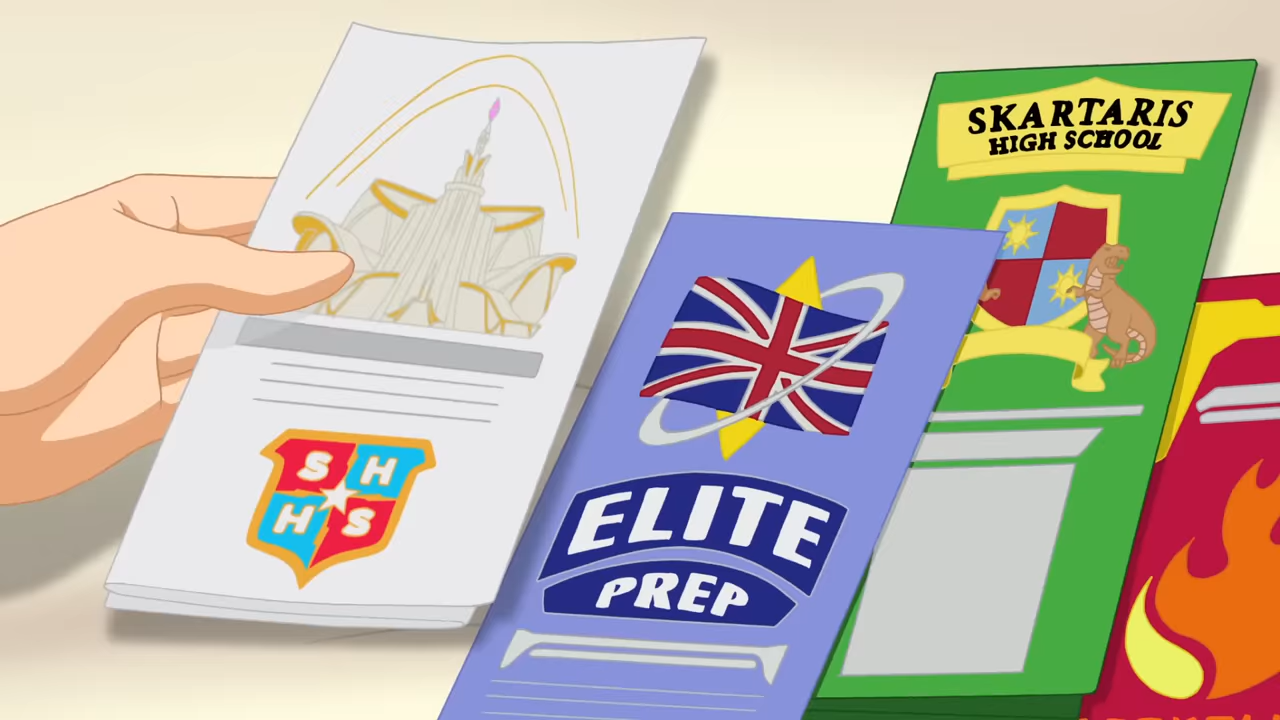 S H
H S
ELITE
PREP
SKARTARIS
HIGH SCHOOL